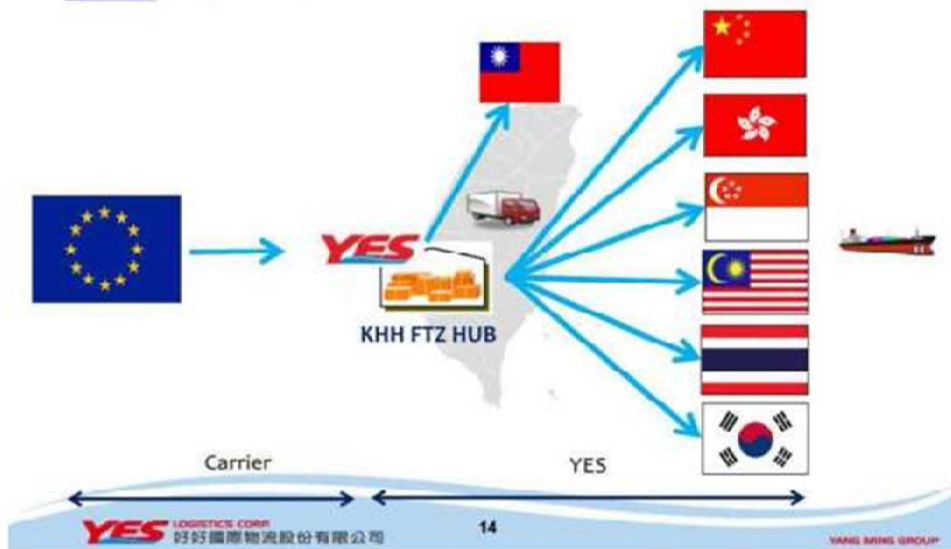 YES
KHH FTZ HUB
Carrier
YES
YES LOGISTICS CORP.
好好國際物流股份有限公司
14
YANG MING GROUP